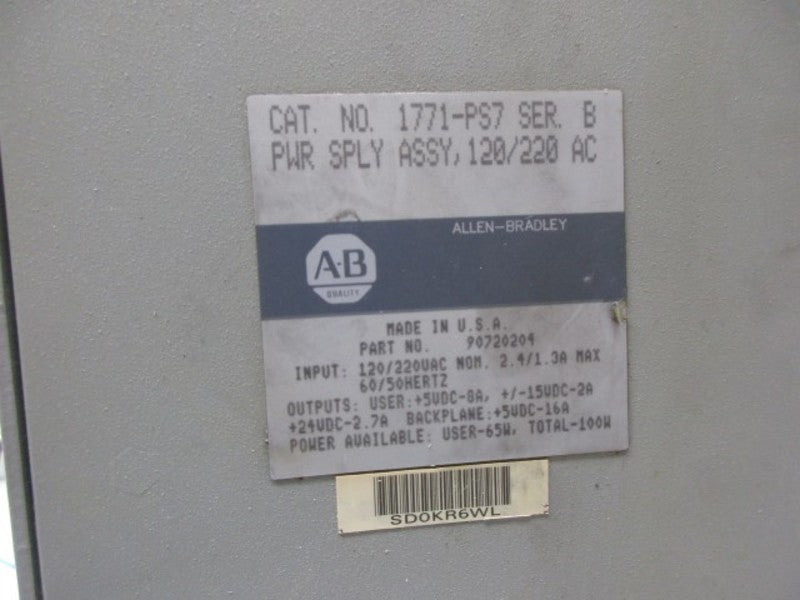 CAT. NO. 1771-PS7 SER. B
PWR SPLY ASSY, 120/220 AC
ALLEN-BRADLEY
A-B
QUALITY
MADE IN U.S.A.
PART NO. 90720204
INPUT: 120/220VAC NOM. 2.4/1.3A MAX
60/50HERTZ
OUTPUTS: USER:+5VDC-8A, +/-15VDC-2A
+24VDC-2.7A BACKPLANE:+5VDC-16A
POWER AVAILABLE: USER-65W, TOTAL-100W
SD0KR6WL